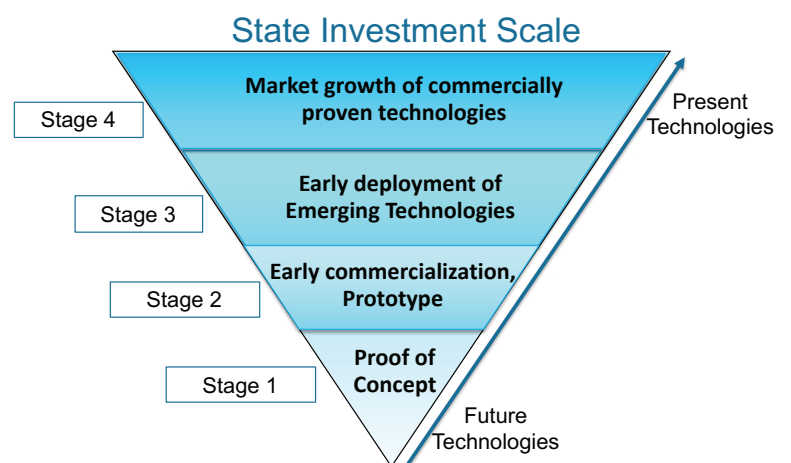 State Investment Scale
Market growth of commercially
proven technologies
Present
Technologies
Stage 4
Early deployment of
Emerging Technologies
Stage 3
Early commercialization,
Prototype
Stage 2
Proof of
Concept
Stage 1
Future
Technologies